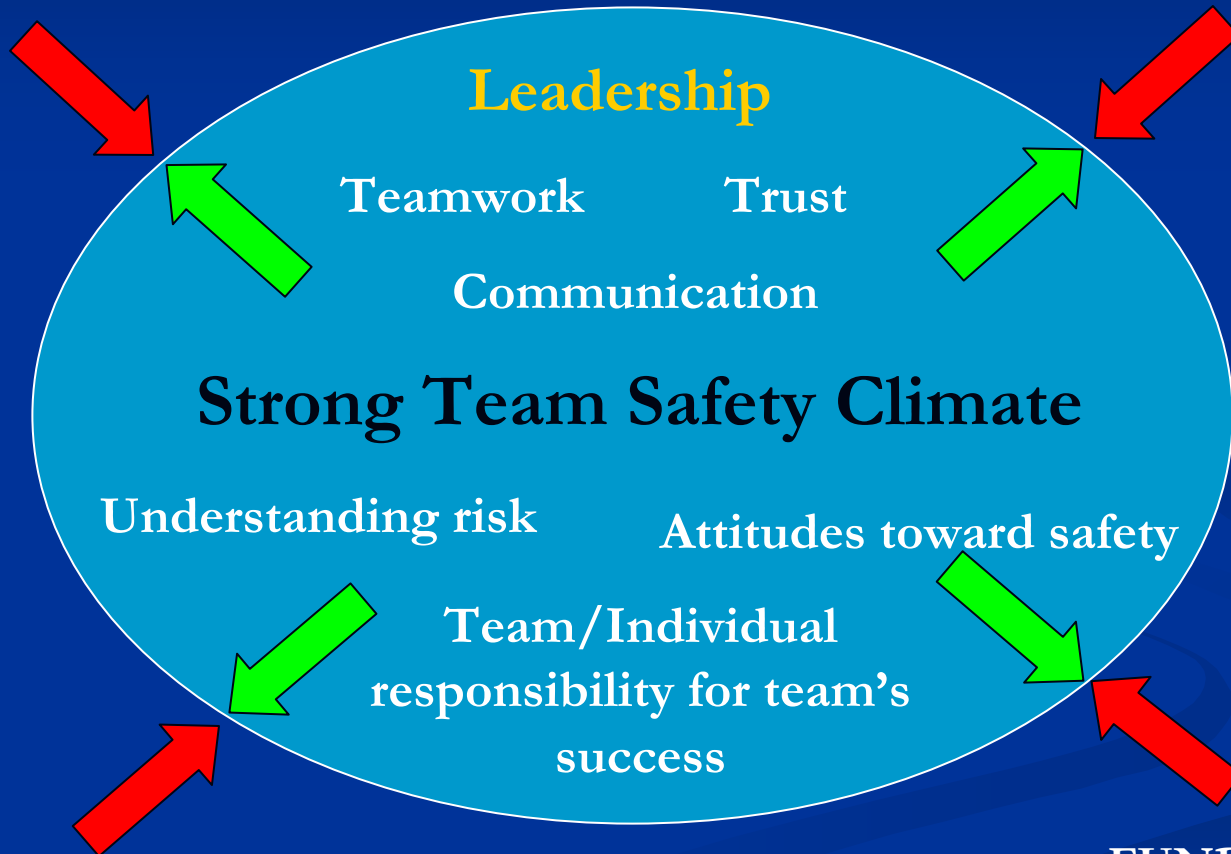 Leadership
Teamwork Trust
Communication
Strong Team Safety Climate
Understanding risk
Attitudes toward safety
Team/Individual
responsibility for team’s
success